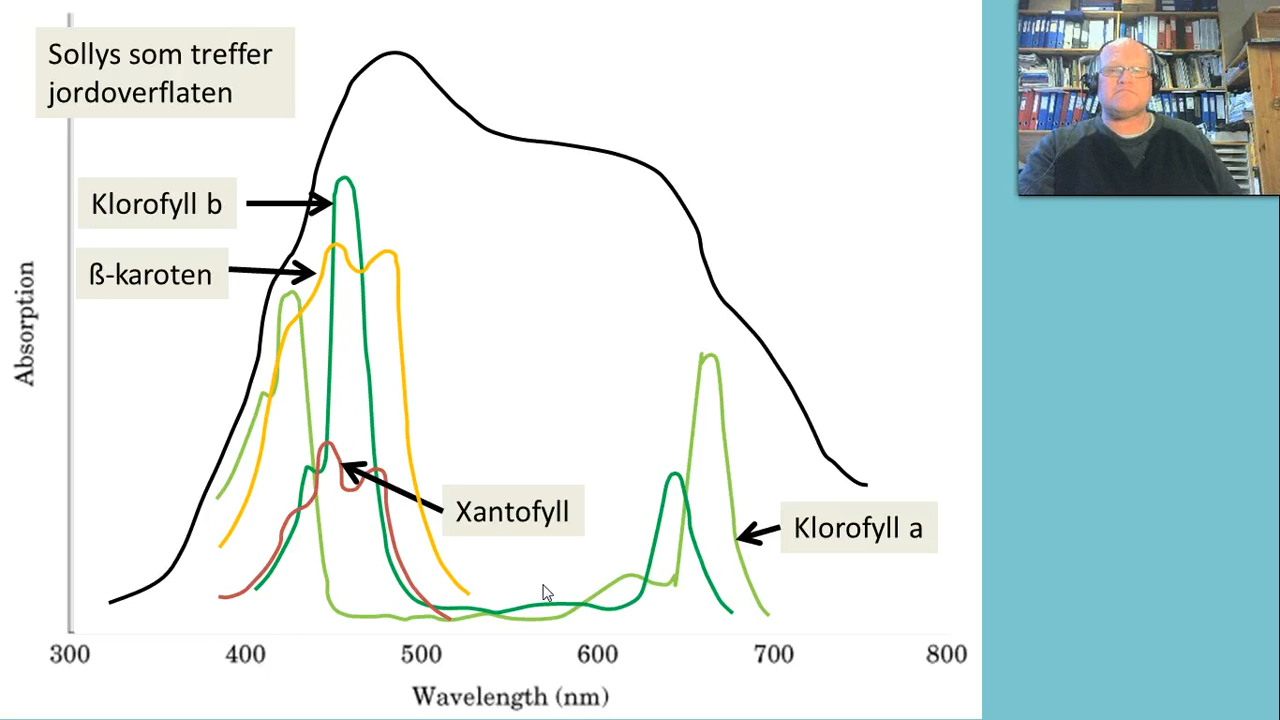 Sollys som treffer
jordoverflaten
Klorofyll b
ß-karoten
Xantofyll
Klorofyll a
Absorption
300 400 500 600 700 800
Wavelength (nm)